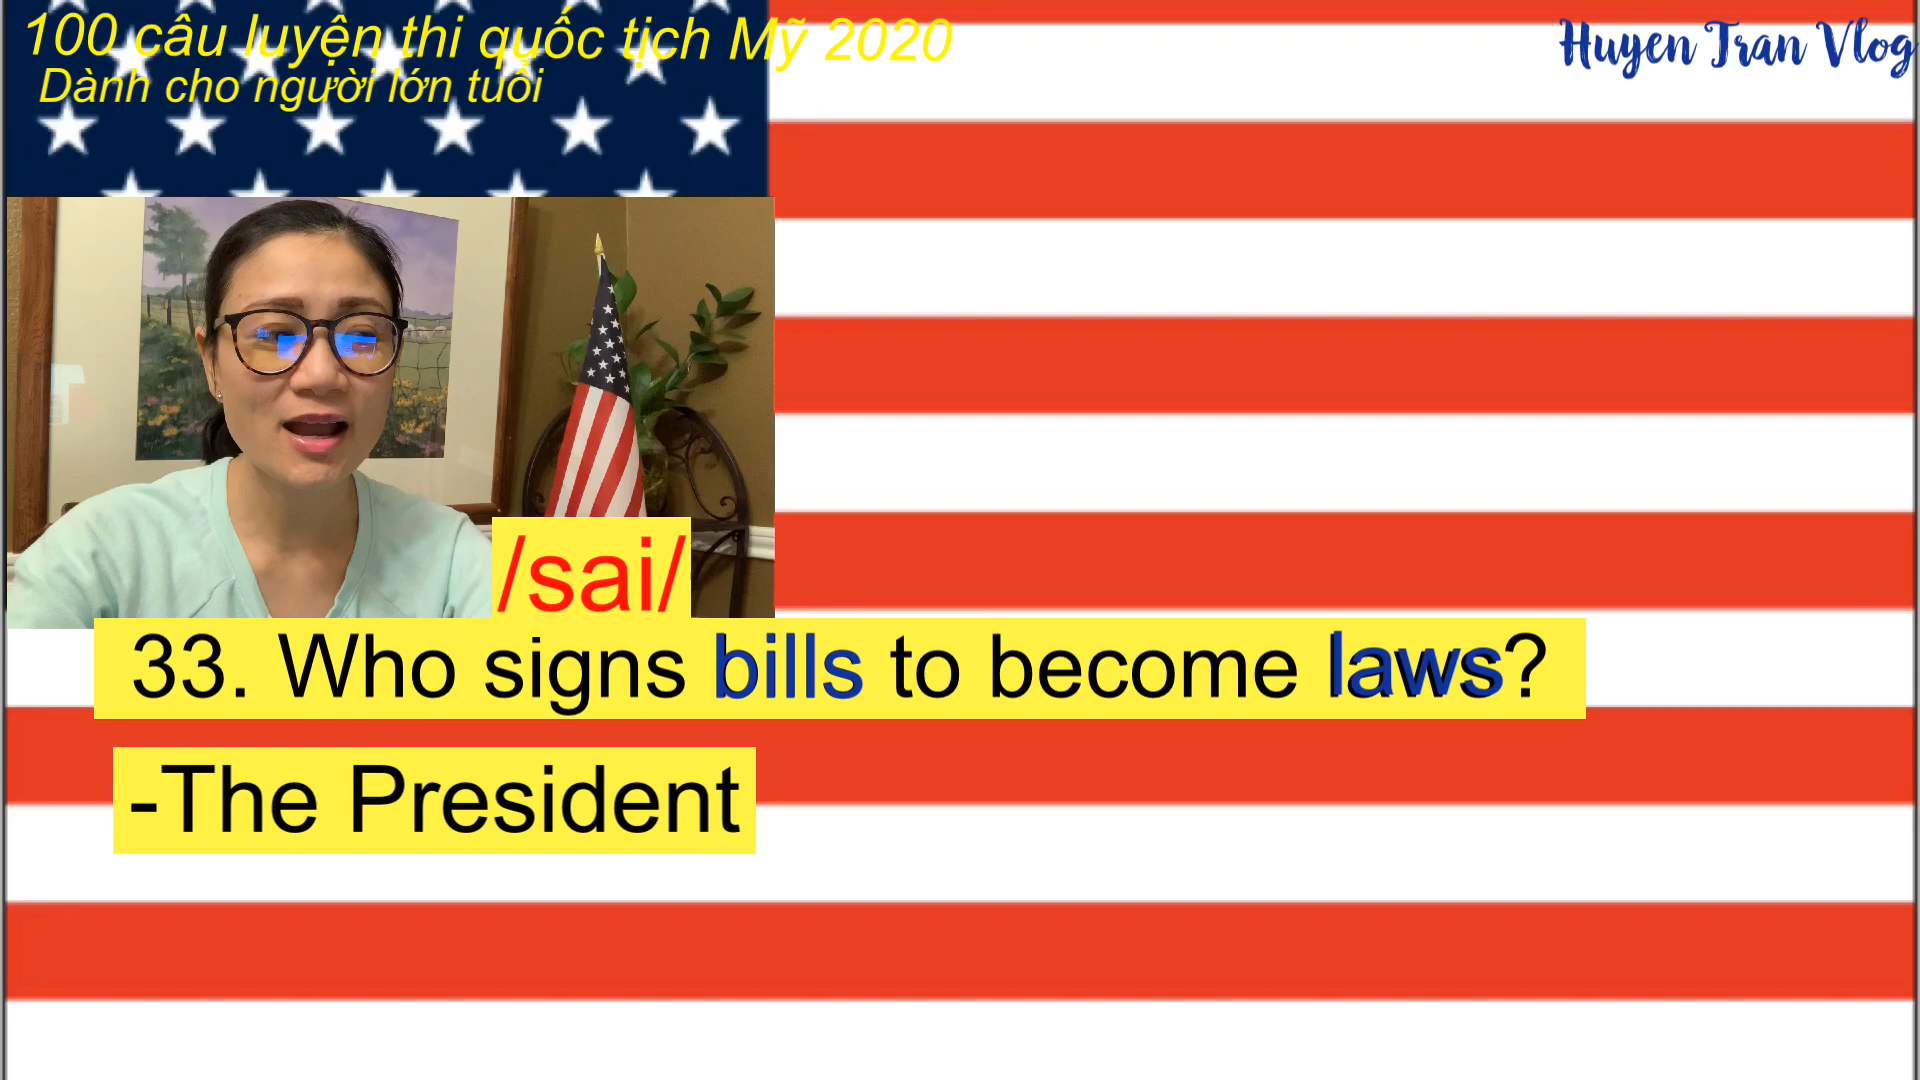 100 câu luyện thi quốc tịch Mỹ 2020
Huyen Tran Vlog
Dành cho người lớn tuổi
/sai/
33. Who signs bills to become laws?
-The President